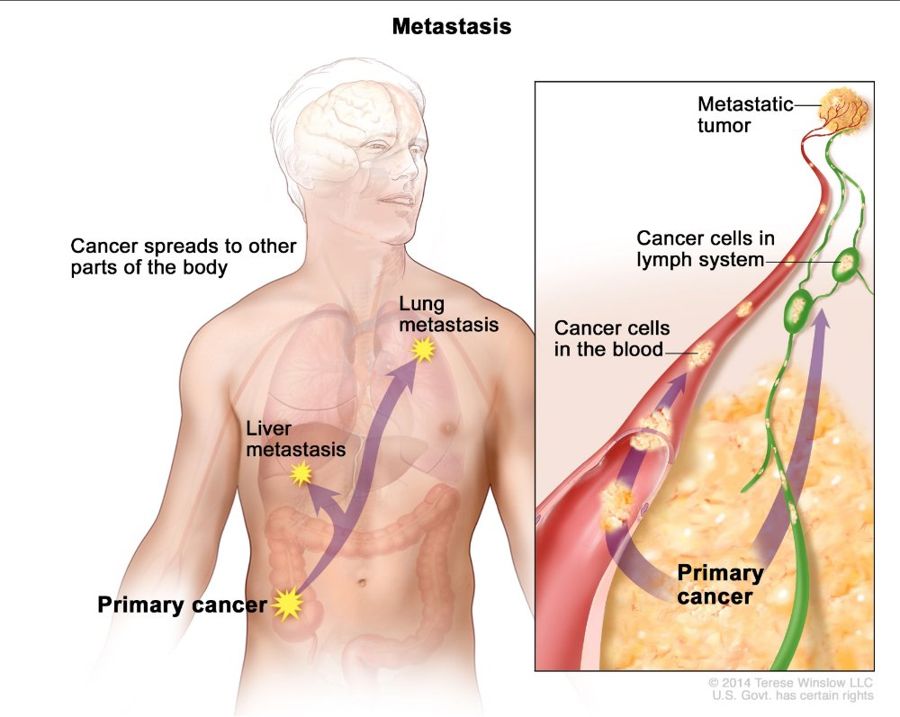 Metastasis
Cancer spreads to other
parts of the body
Lung
metastasis
Liver
metastasis
Primary cancer
Metastatic
tumor
Cancer cells in
lymph system
Cancer cells
in the blood
Primary
cancer
© 2014 Terese Winslow LLC
U.S. Govt. has certain rights